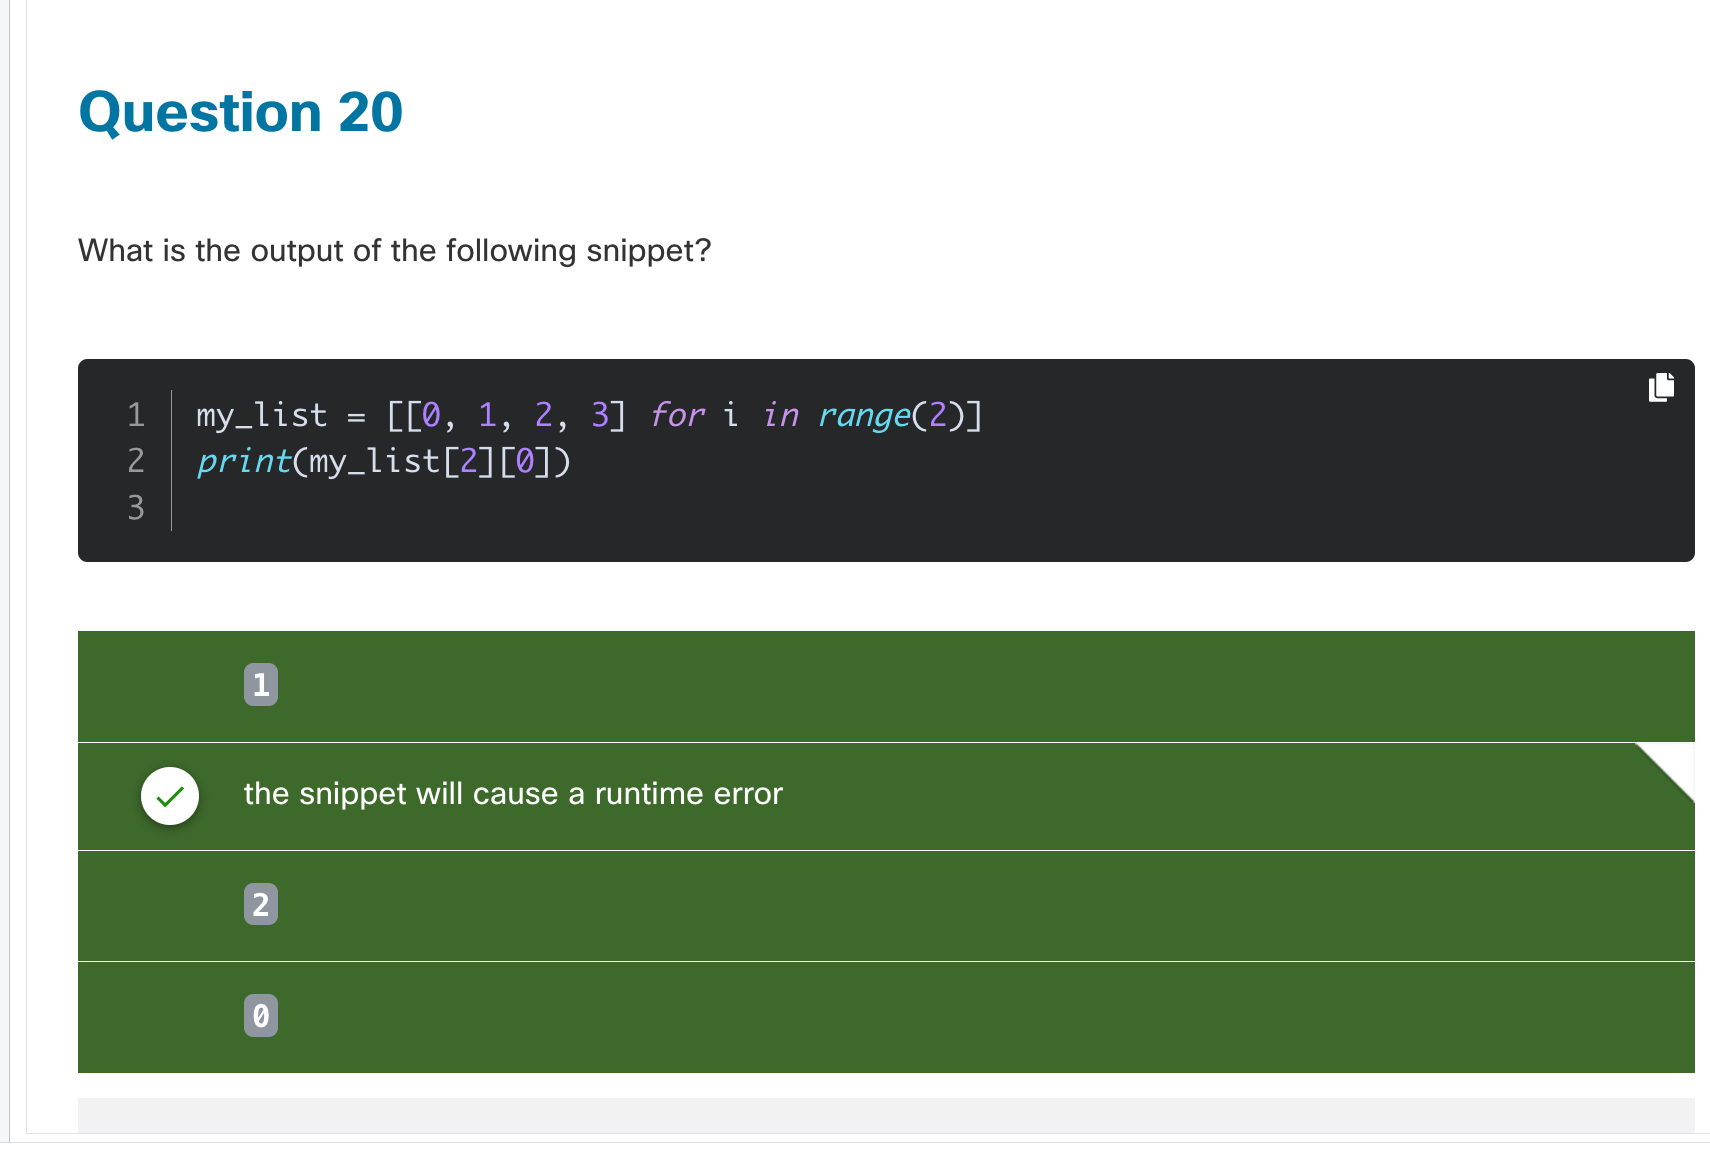 Question 20
What is the output of the following snippet?
1 my_list = [[0, 1, 2, 3] for i in range(2)]
2 print(my_list[2][0])
3
1
the snippet will cause a runtime error
2
0